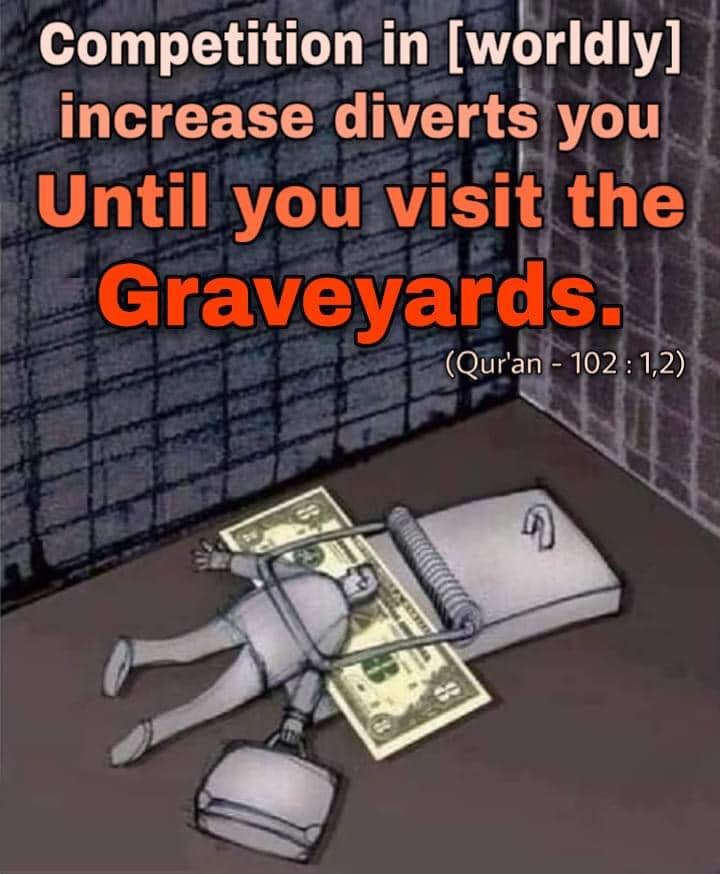 Competition in [worldly]
increase diverts you
Until you visit the
Graveyards.
(Qur'an - 102 : 1,2)